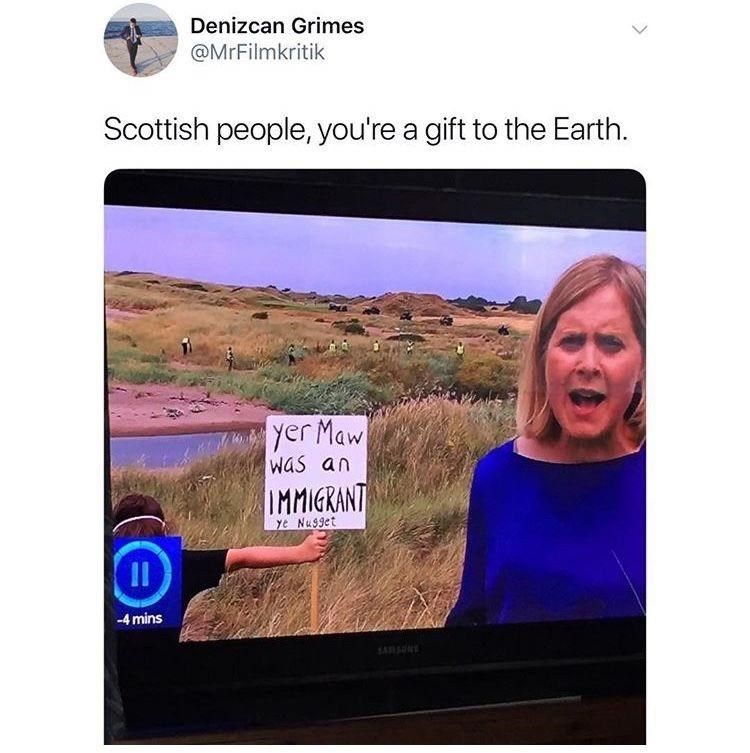 Denizcan Grimes
@MrFilmkritik
Scottish people, you're a gift to the Earth.
yer Maw
was an
IMMIGRANT
ye Nugget
-4 mins
SAMSUNG